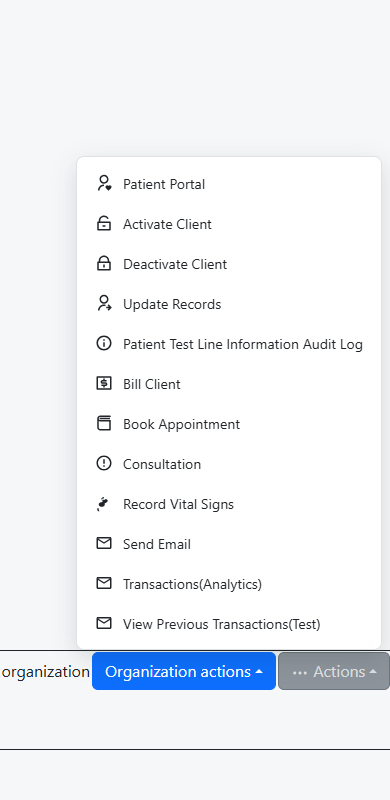 Patient Portal
Activate Client
Deactivate Client
Update Records
Patient Test Line Information Audit Log
Bill Client
Book Appointment
Consultation
Record Vital Signs
Send Email
Transactions(Analytics)
View Previous Transactions(Test)
organization Organization actions ... Actions